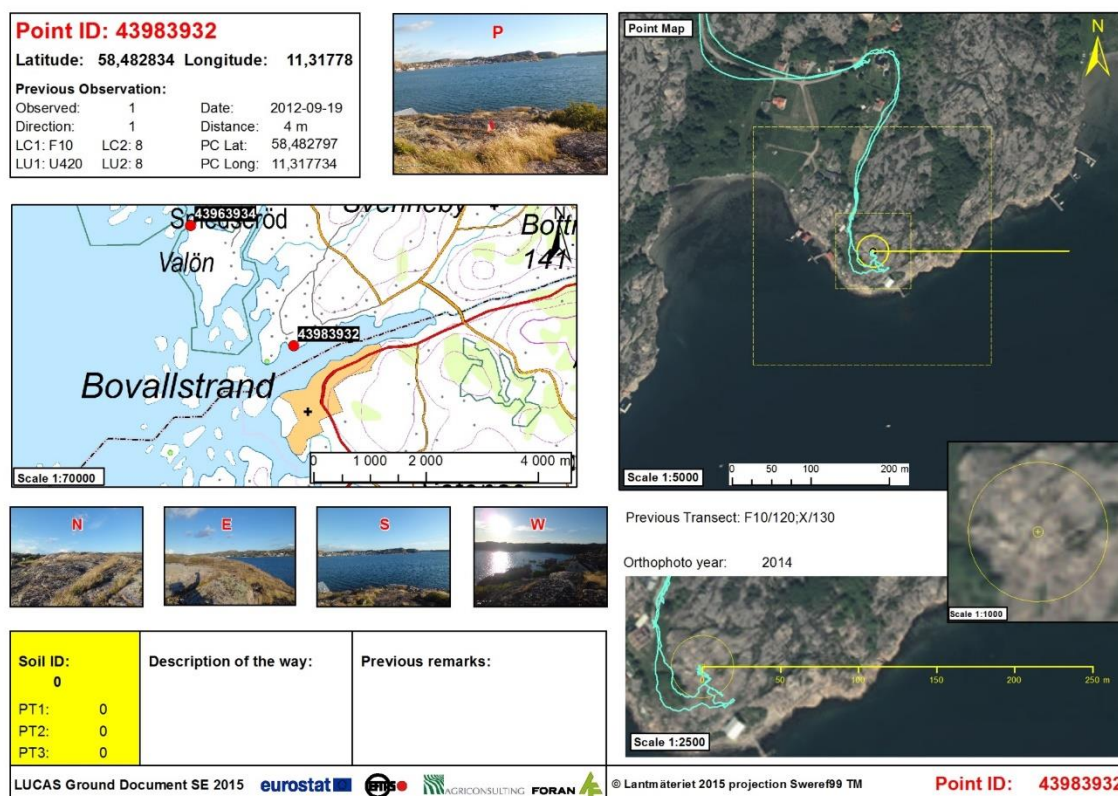 Point ID: 43983932
Latitude: 58,482834 Longitude: 11,31778
Previous Observation:
Observed: 1 Date: 2012-09-19
Direction: 1 Distance: 4 m
LC1: F10 LC2: 8 PC Lat: 58,482797
LU1: U420 LU2: 8 PC Long: 11,317734
P
Point Map
N
43963934
Svenneby
Valön
Bott
141
43983932
Bovallstrand
Scale 1:70000
0 1 000 2 000 4 000 m
Scale 1:5000
0 50 100 200 m
N
E
S
W
Previous Transect: F10/120;X/130
Orthophoto year: 2014
Scale 1:1000
0 50 100 150 200 250 m
Scale 1:2500
Soil ID:
0
PT1: 0
PT2: 0
PT3: 0
Description of the way:
Previous remarks:
LUCAS Ground Document SE 2015 eurostat AGRICONSULTING FORAN
© Lantmäteriet 2015 projection Sweref99 TM
Point ID: 43983932